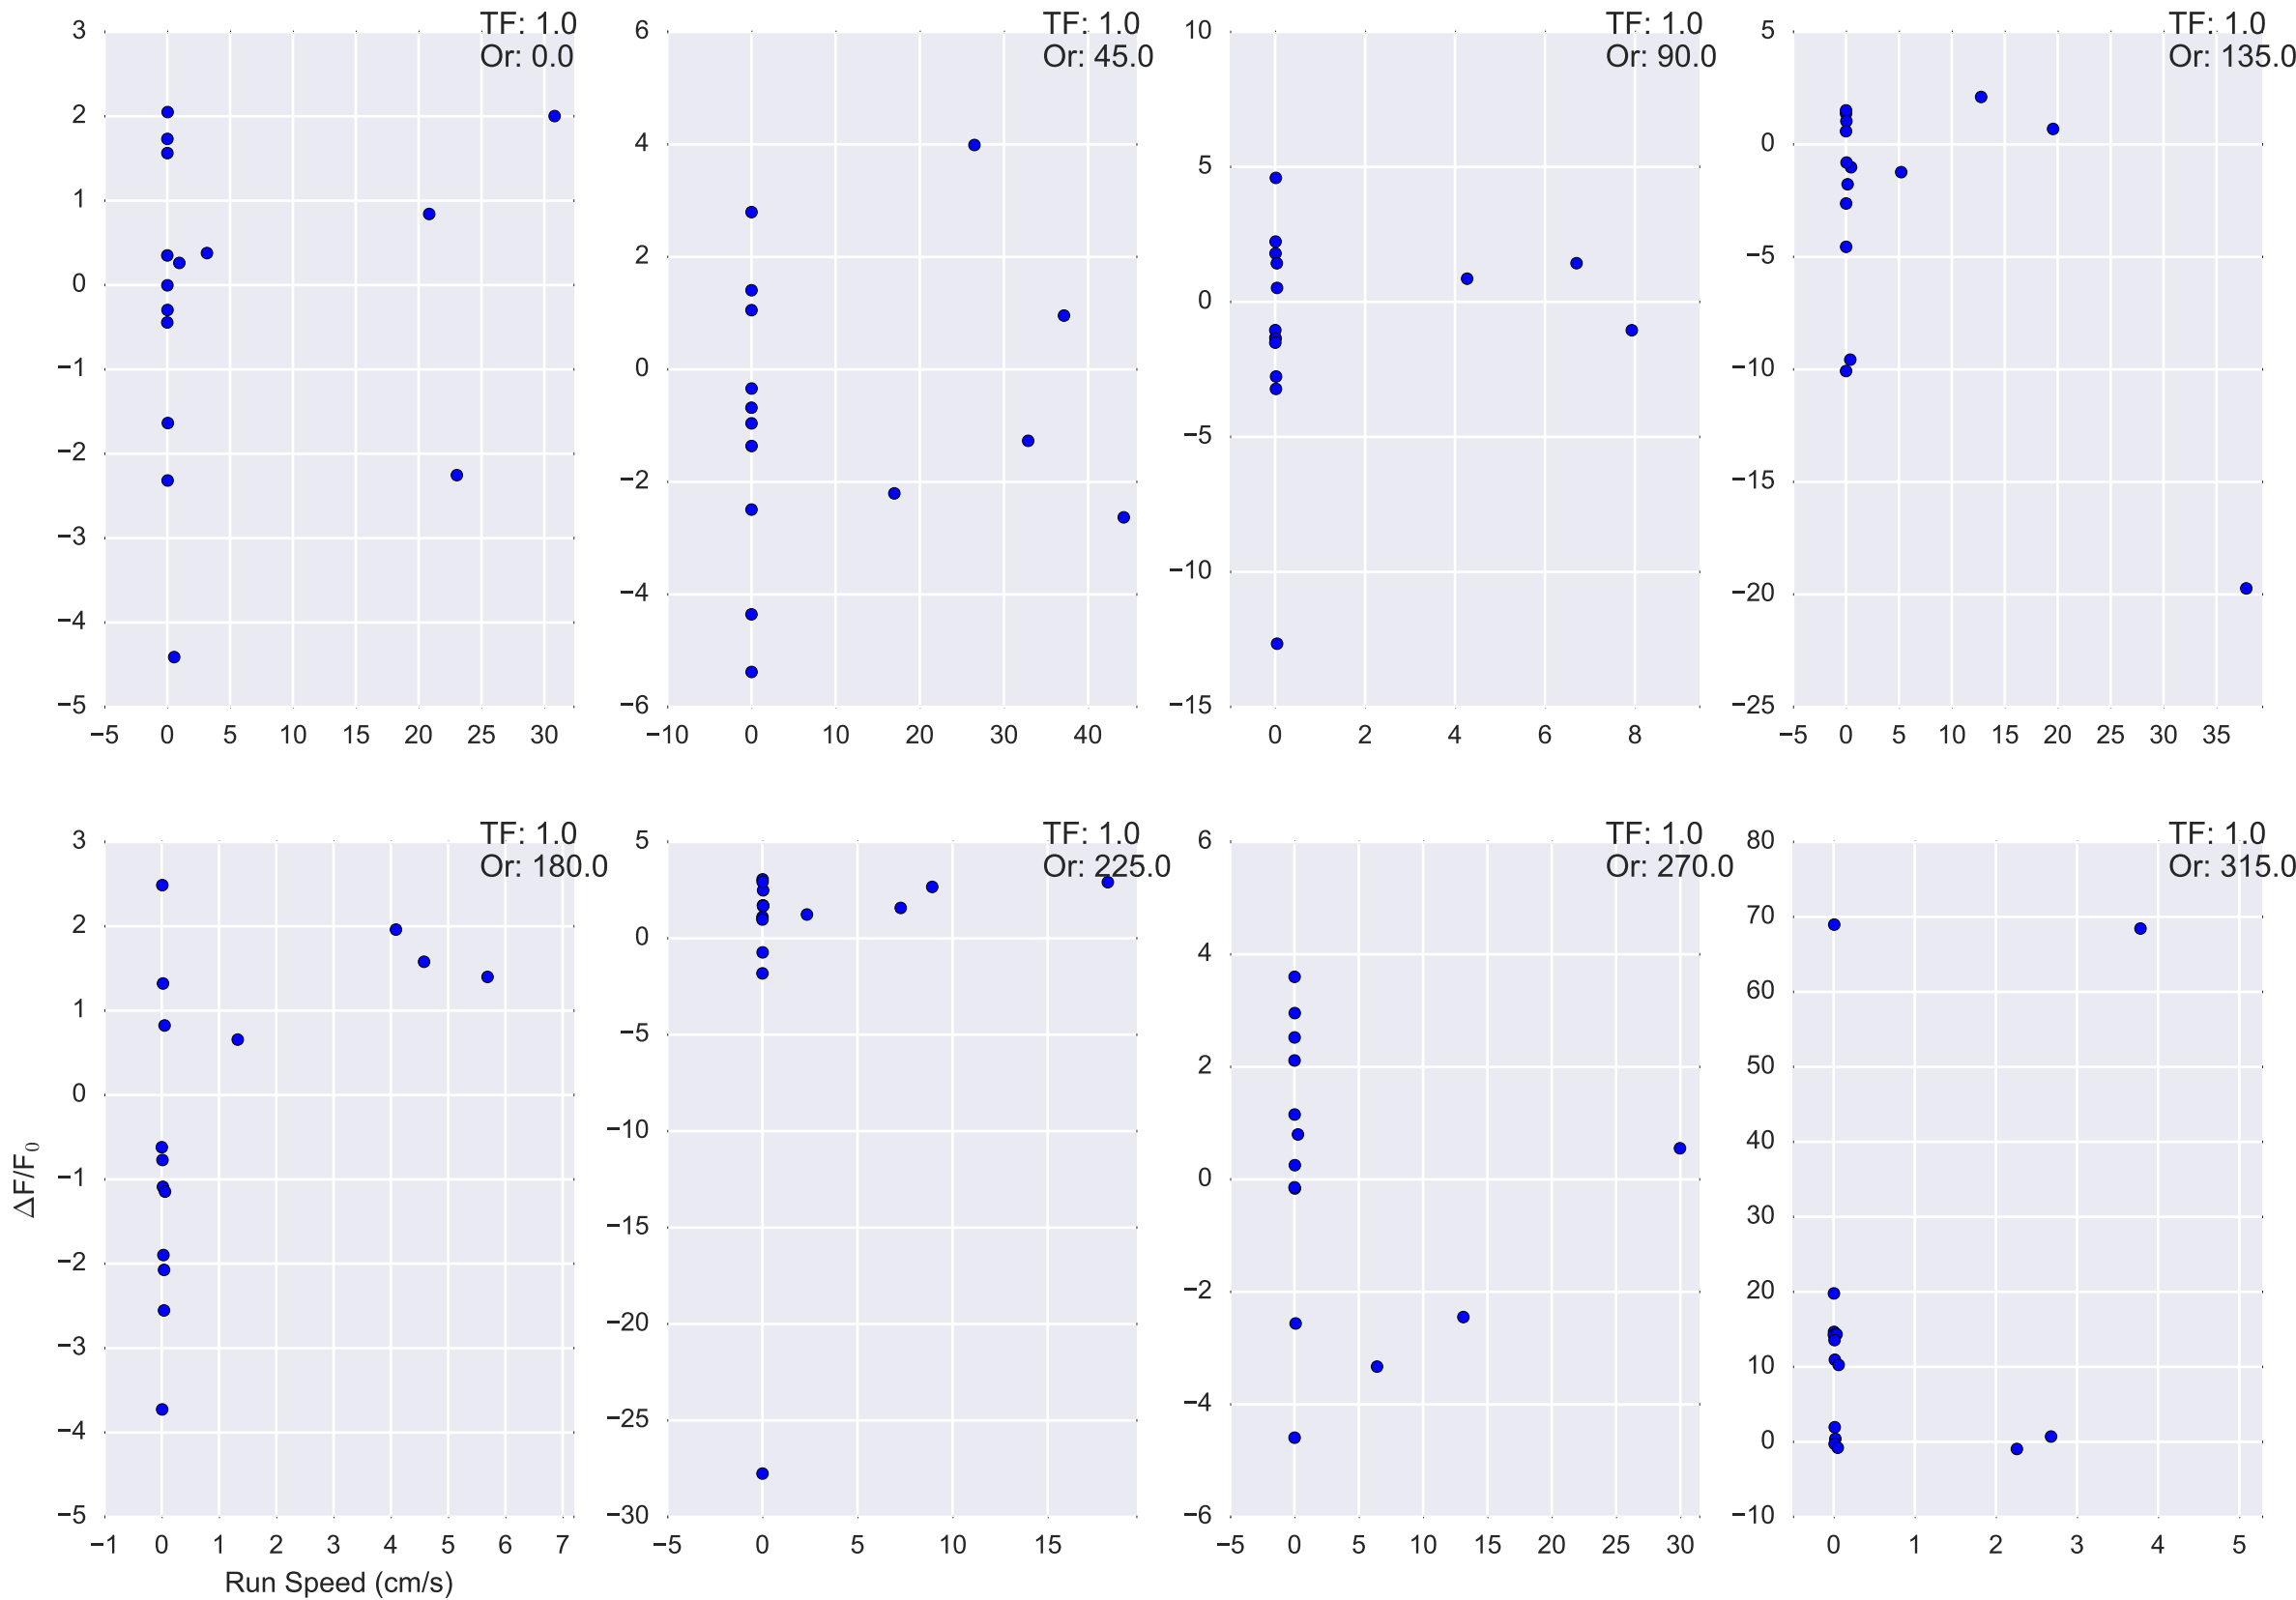 TF: 1.0
Or: 0.0
3
2
1
0
−1
−2
−3
−4
−5
−5 0 5 10 15 20 25 30
TF: 1.0
Or: 45.0
6
4
2
0
−2
−4
−6
−10 0 10 20 30 40
TF: 1.0
Or: 90.0
10
5
0
−5
−10
−15
0 2 4 6 8
TF: 1.0
Or: 135.0
5
0
−5
−10
−15
−20
−25
−5 0 5 10 15 20 25 30 35
TF: 1.0
Or: 180.0
3
2
1
0
−1
−2
−3
−4
−5
−1 0 1 2 3 4 5 6 7
ΔF/F₀
Run Speed (cm/s)
TF: 1.0
Or: 225.0
5
0
−5
−10
−15
−20
−25
−30
−5 0 5 10 15
TF: 1.0
Or: 270.0
6
4
2
0
−2
−4
−6
−5 0 5 10 15 20 25 30
TF: 1.0
Or: 315.0
80
70
60
50
40
30
20
10
0
−10
0 1 2 3 4 5